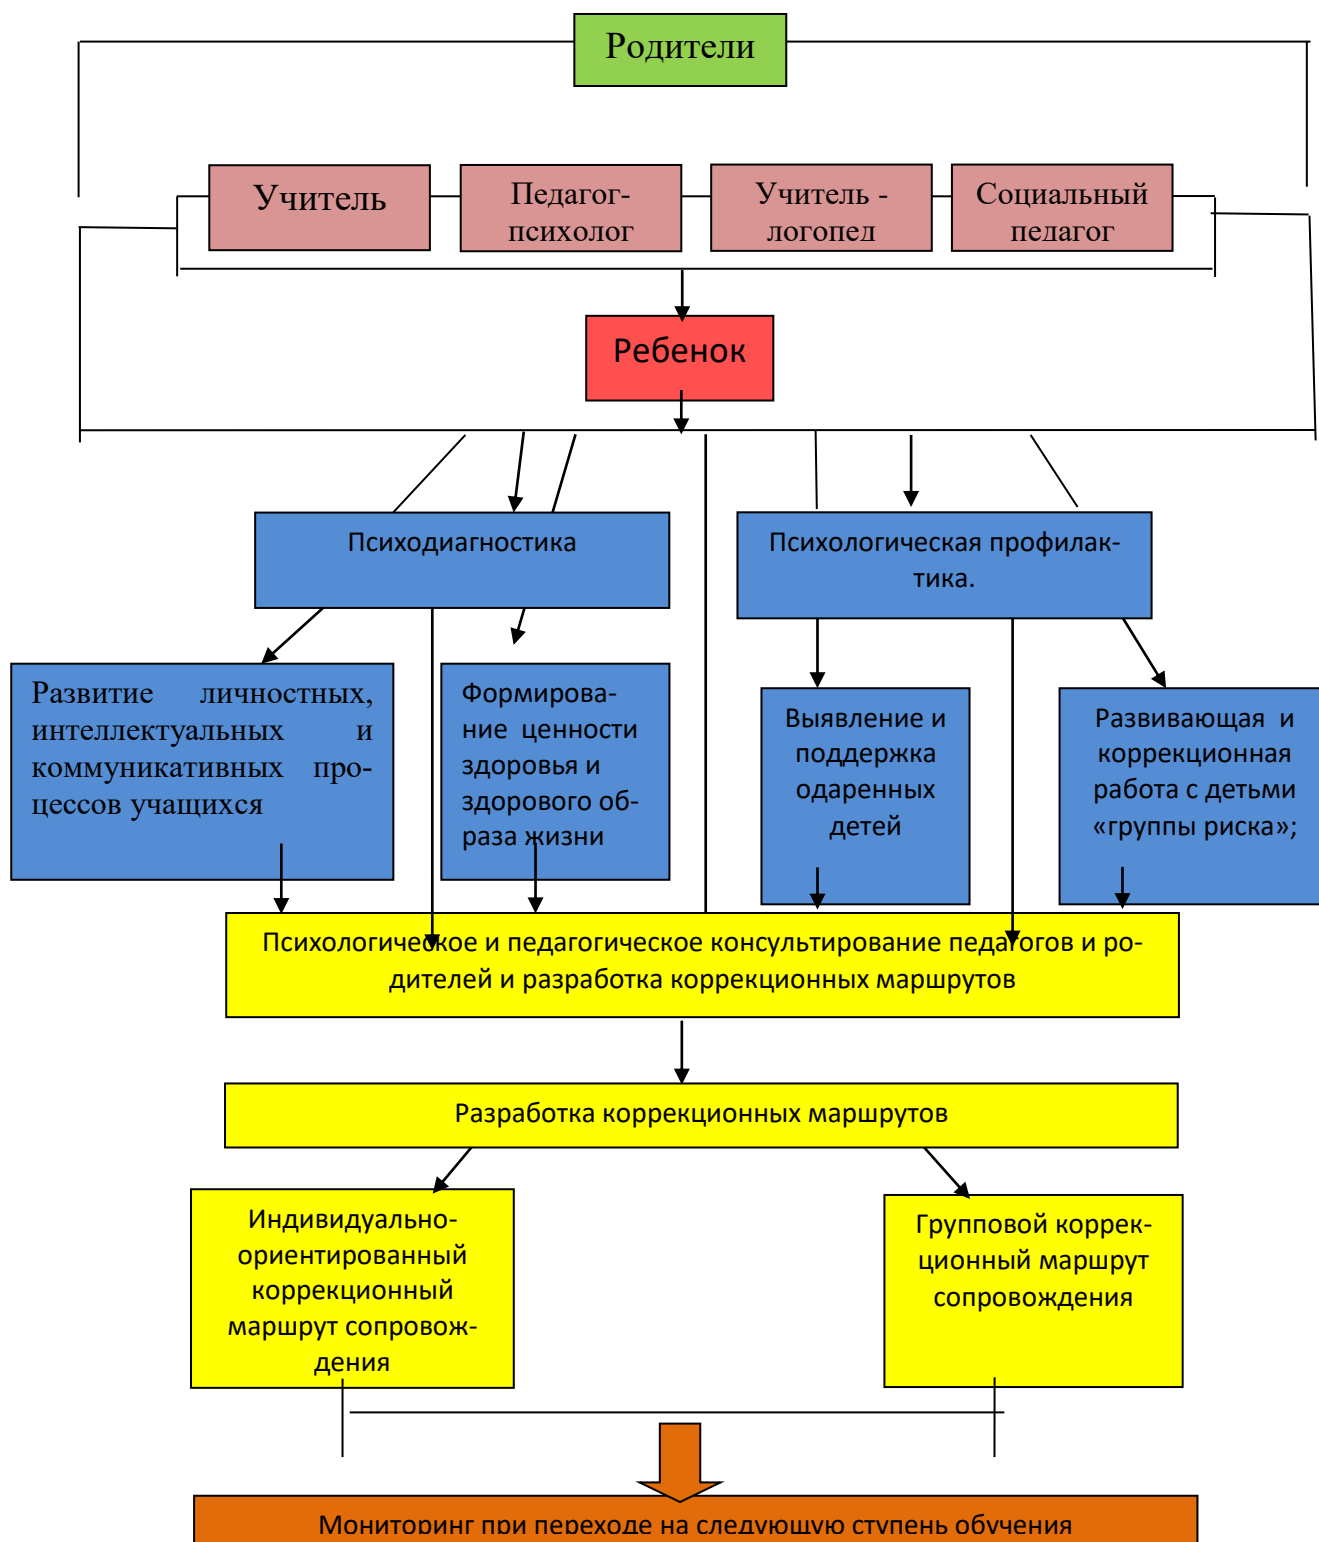 Родители
Учитель
Педагог-
психолог
Учитель -
логопед
Социальный
педагог
Ребенок
Психодиагностика
Психологическая профилак-
тика.
Развитие личностных,
интеллектуальных и
коммуникативных про-
цессов учащихся
Формирова-
ние ценности
здоровья и
здорового об-
раза жизни
Выявление и
поддержка
одаренных
детей
Развивающая и
коррекционная
работа с детьми
«группы риска»;
Психологическое и педагогическое консультирование педагогов и ро-
дителей и разработка коррекционных маршрутов
Разработка коррекционных маршрутов
Индивидуально-
ориентированный
коррекционный
маршрут сопровож-
дения
Групповой коррек-
ционный маршрут
сопровождения
Мониторинг при переходе на следующую ступень обучения